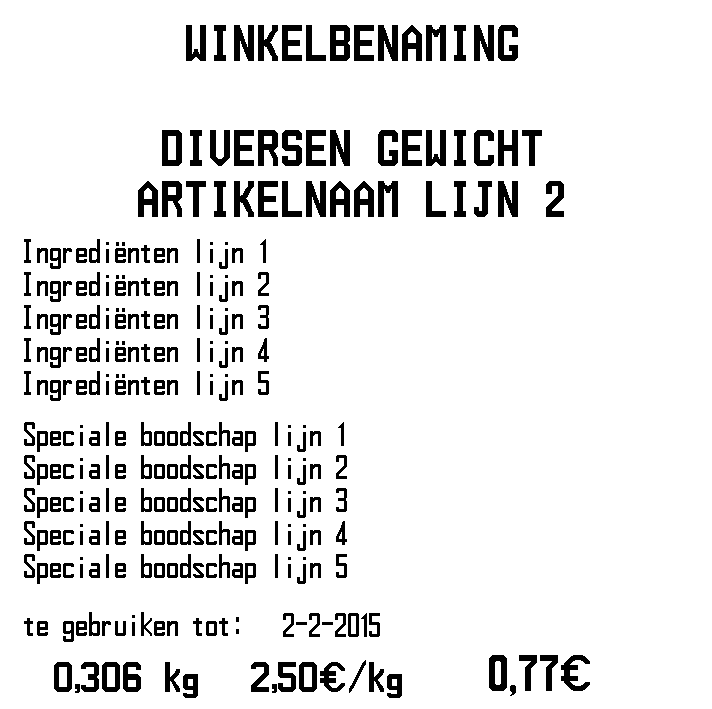 WINKELBENAMING
DIVERSEN GEWICHT
ARTIKELNAAM LIJN 2
Ingrediënten lijn 1
Ingrediënten lijn 2
Ingrediënten lijn 3
Ingrediënten lijn 4
Ingrediënten lijn 5
Speciale boodschap lijn 1
Speciale boodschap lijn 2
Speciale boodschap lijn 3
Speciale boodschap lijn 4
Speciale boodschap lijn 5
te gebruiken tot: 2-2-2015
0,306 kg 2,50€/kg 0,77€